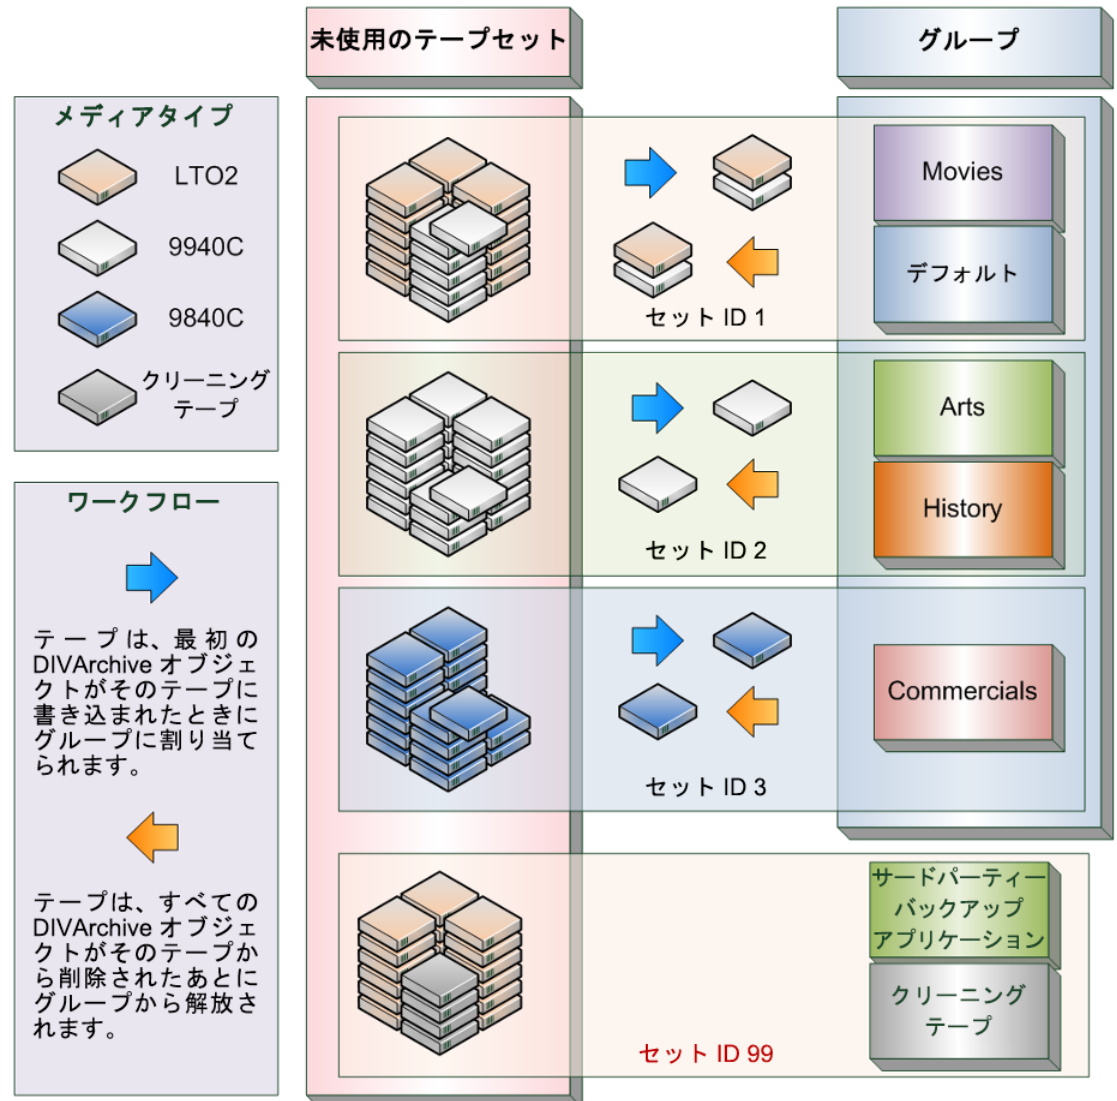 未使用のテープセット
グループ
メディアタイプ
LTO2
9940C
9840C
クリーニング
テープ
ワークフロー
テープは、最初の
DIVArchive オブジェ
クトがそのテープに
書き込まれたときに
グループに割り当て
られます。
テープは、すべての
DIVArchive オブジェ
クトがそのテープか
ら削除されたあとに
グループから解放さ
れます。
セット ID 1
Movies
デフォルト
セット ID 2
Arts
History
セット ID 3
Commercials
セット ID 99
サードパーティー
バックアップ
アプリケーション
クリーニング
テープ